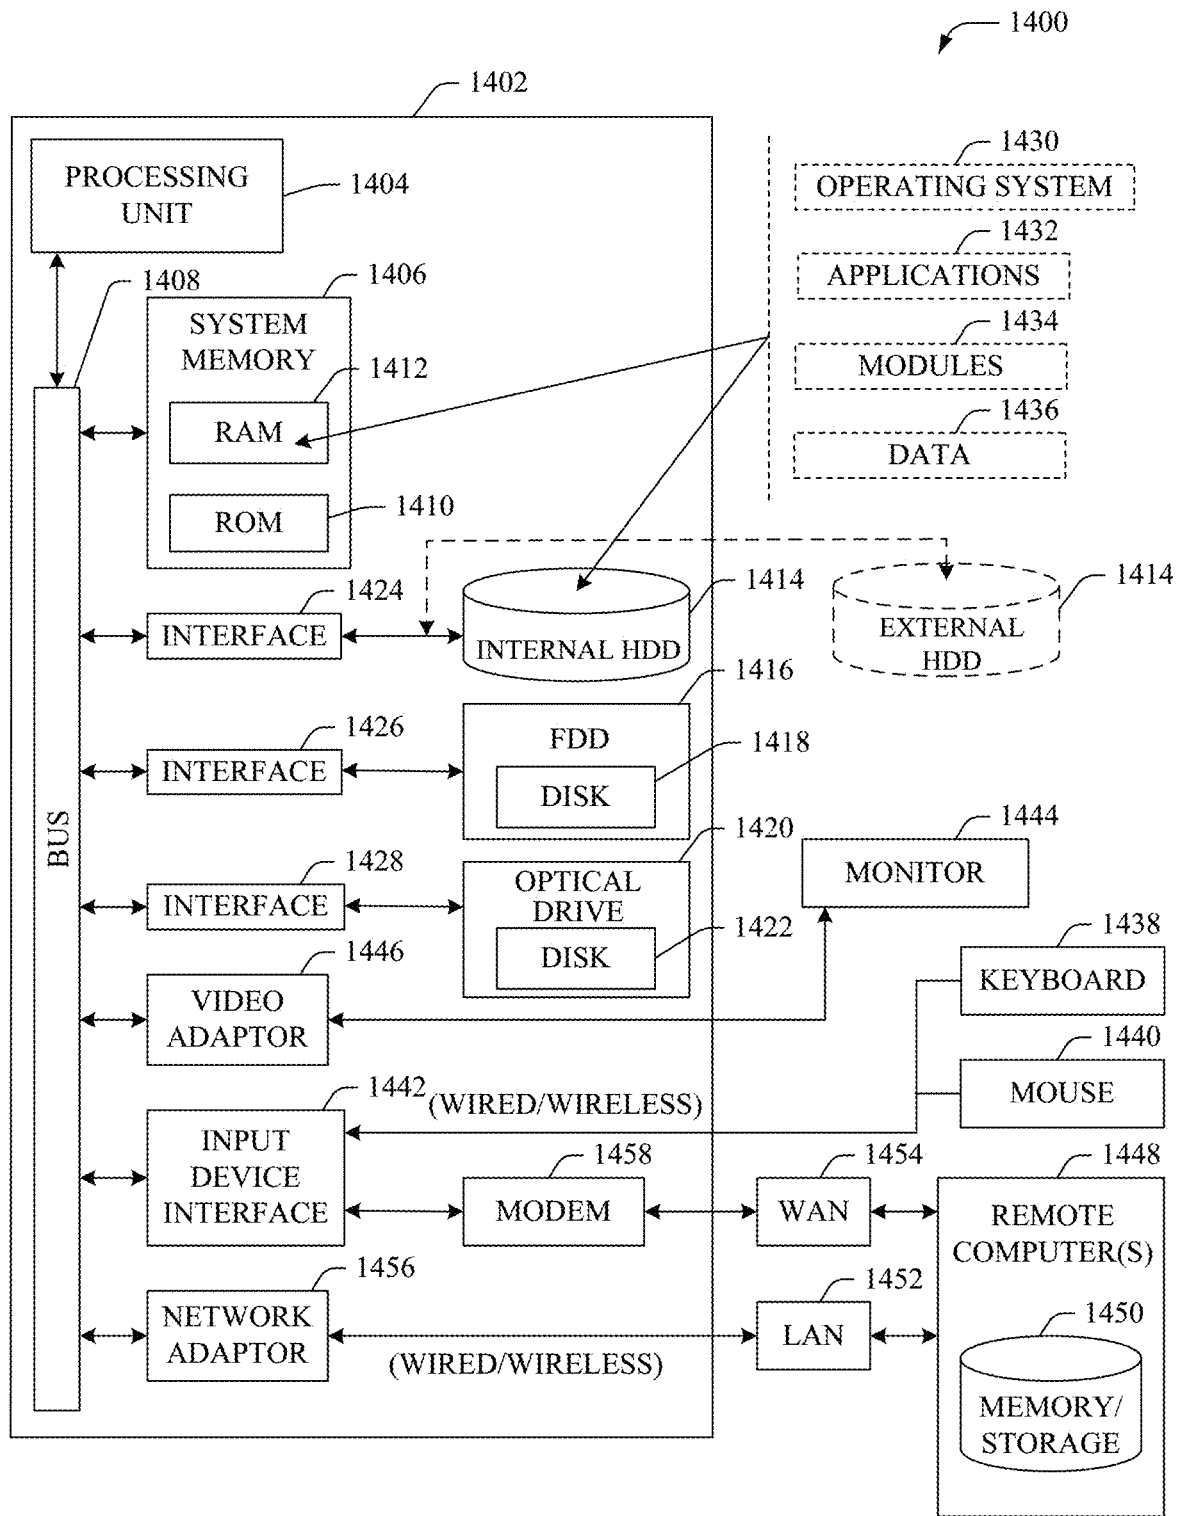 1400
1402
PROCESSING
UNIT
1404
1430
OPERATING SYSTEM
1432
APPLICATIONS
1434
MODULES
1436
DATA
1408
1406
SYSTEM
MEMORY
1412
RAM
1410
ROM
1424
INTERFACE
1414
INTERNAL HDD
1414
EXTERNAL
HDD
1416
FDD
1418
DISK
1426
INTERFACE
BUS
1420
OPTICAL
DRIVE
1422
DISK
1428
INTERFACE
1444
MONITOR
1446
VIDEO
ADAPTOR
1438
KEYBOARD
1440
MOUSE
1442
(WIRED/WIRELESS)
INPUT
DEVICE
INTERFACE
1458
MODEM
1454
WAN
1448
REMOTE
COMPUTER(S)
1456
NETWORK
ADAPTOR
(WIRED/WIRELESS)
1452
LAN
1450
MEMORY/
STORAGE